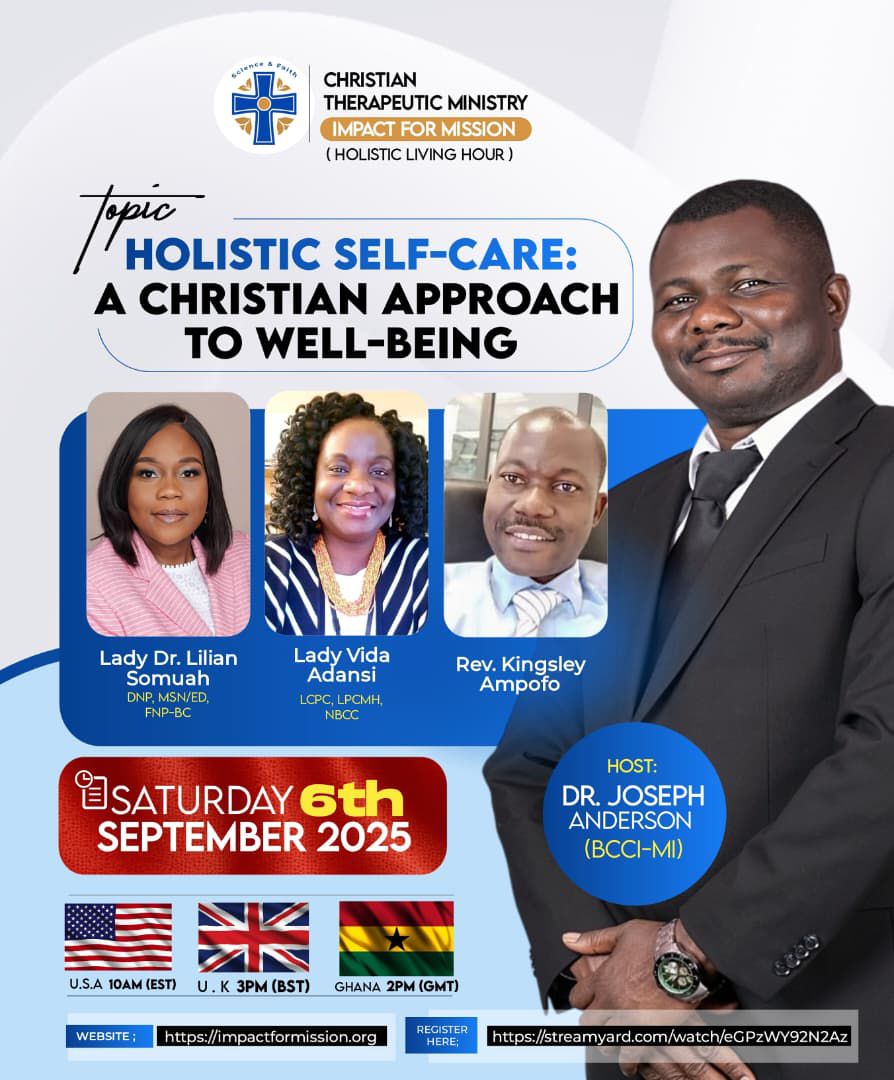 Science & Faith
CHRISTIAN
THERAPEUTIC MINISTRY
IMPACT FOR MISSION
( HOLISTIC LIVING HOUR )
Topic
HOLISTIC SELF-CARE:
A CHRISTIAN APPROACH
TO WELL-BEING
Lady Dr. Lilian
Somuah
DNP, MSN/ED,
FNP-BC
Lady Vida
Adansi
LCPC, LPCMH,
NBCC
Rev. Kingsley
Ampofo
HOST:
DR. JOSEPH
ANDERSON
(BCCI-MI)
SATURDAY 6th
SEPTEMBER 2025
U.S.A 10AM (EST)
U . K 3PM (BST)
GHANA 2PM (GMT)
WEBSITE ;
https://impactformission.org
REGISTER
HERE;
https://streamyard.com/watch/eGPzWY92N2Az